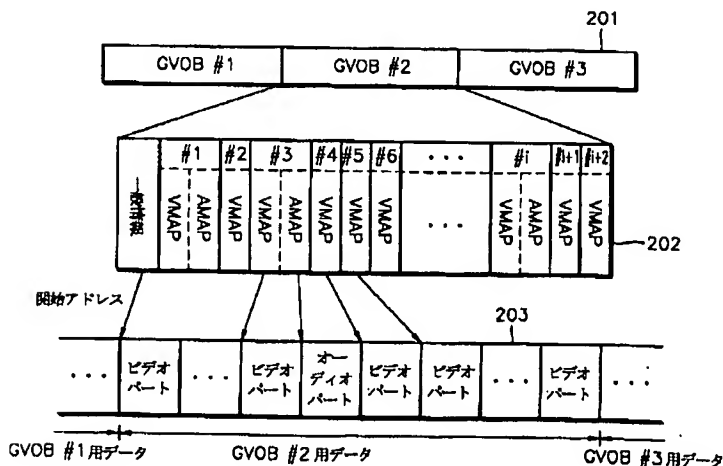 201
GVOB #1 GVOB #2 GVOB #3
#1 #2 #3 #4 #5 #6 ・・・ #i #i+1 #i+2
一般情報 VMAP AMAP VMAP VMAP AMAP VMAP VMAP VMAP ・・・ VMAP AMAP VMAP VMAP
202
開始アドレス
203
・・・ ビデオパート ・・・ ビデオパート オーディオパート ビデオパート ビデオパート ・・・ ビデオパート ・・・
GVOB #1用データ GVOB #2用データ GVOB #3用データ